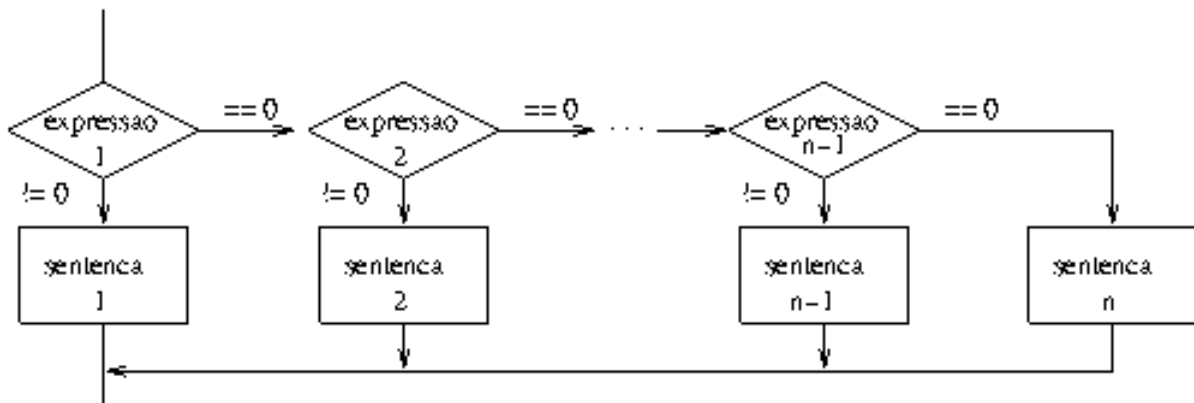 expressao
1
== 0
expressao
2
== 0
. . .
expressao
n-1
== 0
!= 0
!= 0
!= 0
sentenca
1
sentenca
2
sentenca
n-1
sentenca
n